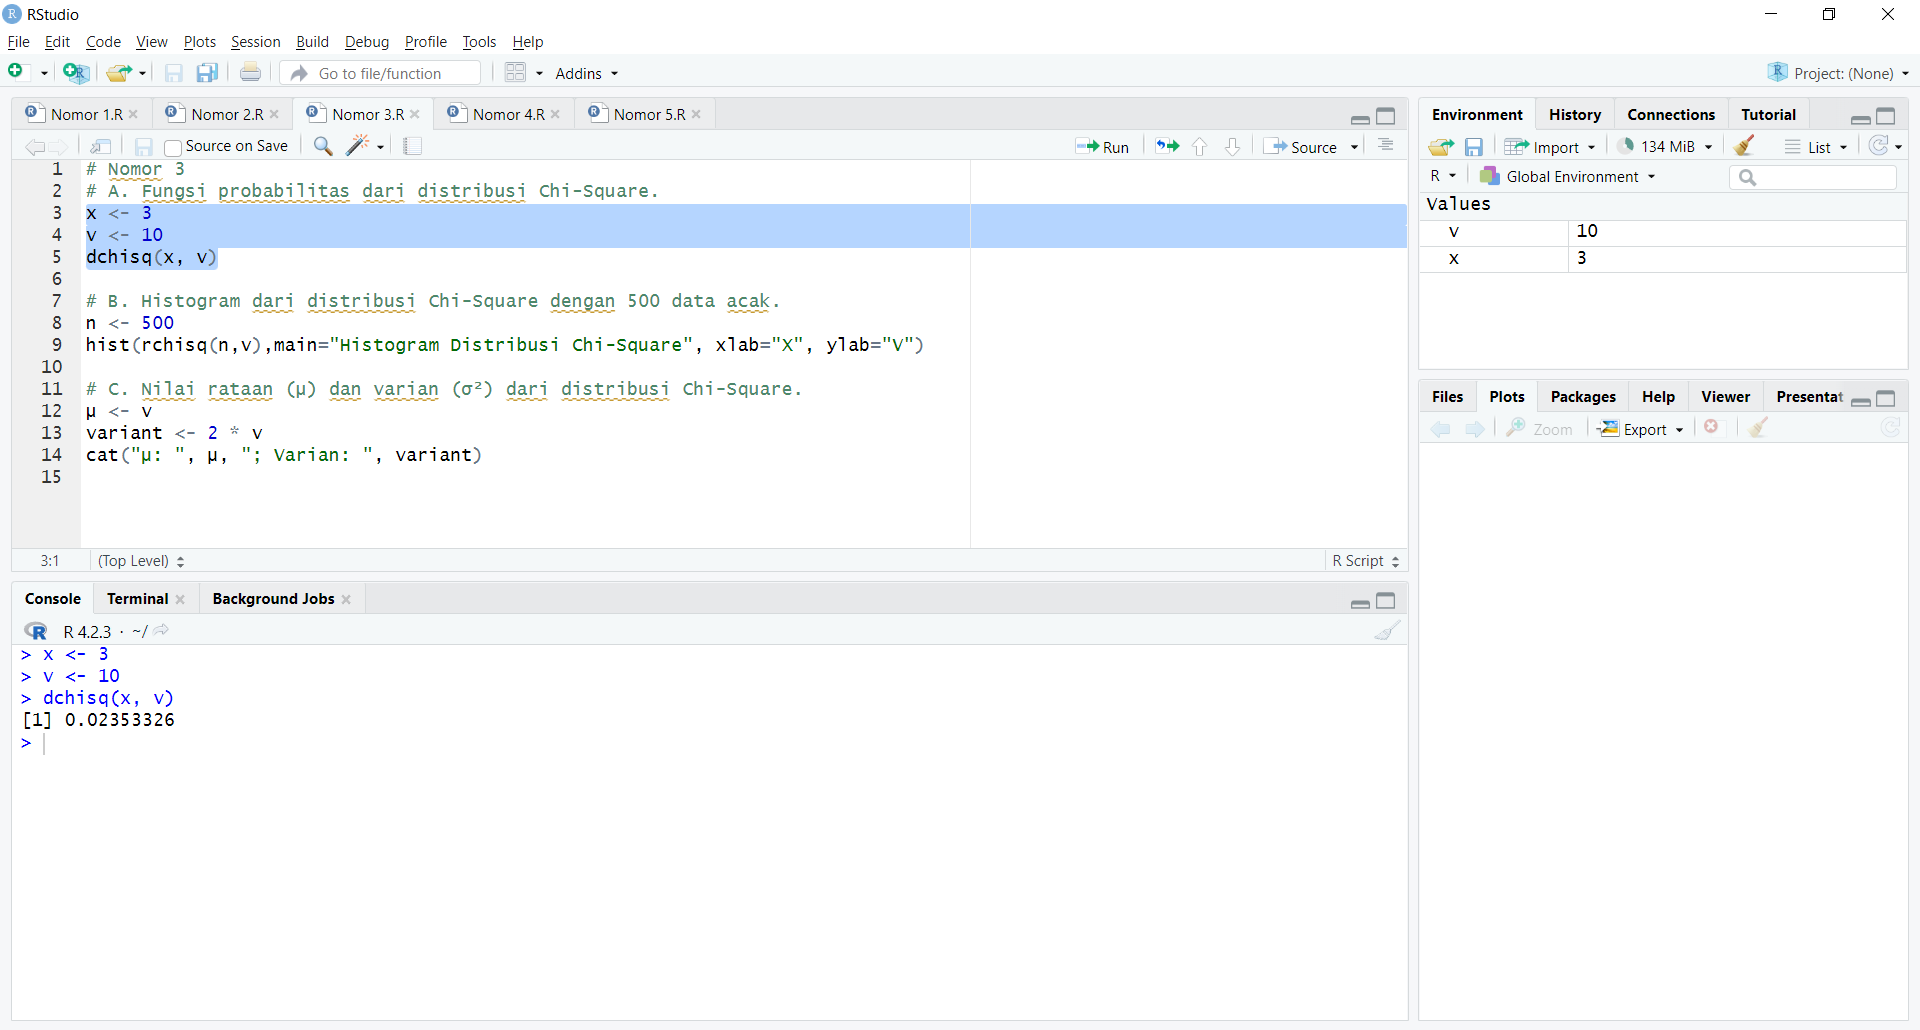 RStudio
File Edit Code View Plots Session Build Debug Profile Tools Help
Go to file/function Addins Project: (None)
Nomor 1.R Nomor 2.R Nomor 3.R Nomor 4.R Nomor 5.R
Source on Save Run Source
1 # Nomor 3
2 # A. Fungsi probabilitas dari distribusi Chi-Square.
3 x <- 3
4 v <- 10
5 dchisq(x, v)
6
7 # B. Histogram dari distribusi Chi-Square dengan 500 data acak.
8 n <- 500
9 hist(rchisq(n,v),main="Histogram Distribusi Chi-Square", xlab="X", ylab="V")
10
11 # C. Nilai rataan (μ) dan varian (σ²) dari distribusi Chi-Square.
12 μ <- v
13 variant <- 2 * v
14 cat("μ: ", μ, "; Varian: ", variant)
15
3:1 (Top Level) R Script
Console Terminal Background Jobs
R R 4.2.3 · ~/
> x <- 3
> v <- 10
> dchisq(x, v)
[1] 0.02353326
>
Environment History Connections Tutorial
Import 134 MiB List
R Global Environment
Values
v 10
x 3
Files Plots Packages Help Viewer Presentat
Zoom Export